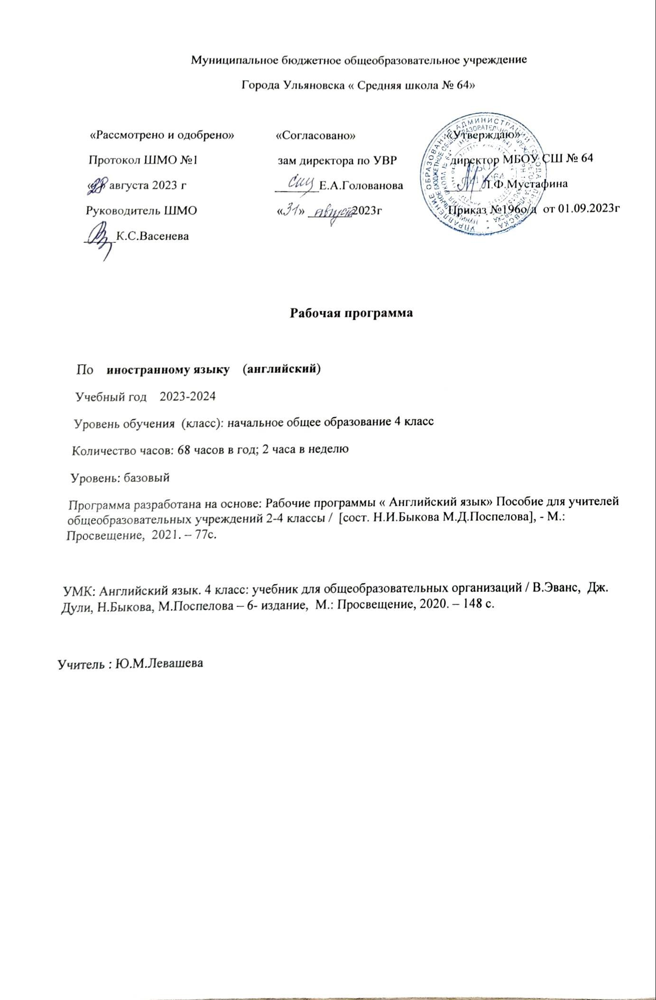 Муниципальное бюджетное общеобразовательное учреждение
Города Ульяновска « Средняя школа № 64»
«Рассмотрено и одобрено»
Протокол ШМО №1
августа 2023 г
Руководитель ШМО
К.С.Васенева
«Согласовано»
зам директора по УВР
Е.А.Голованова
«31» августа 2023г
«Утверждаю»
директор МБОУ СШ № 64
Л.Ф.Мустафина
Приказ №196о/д от 01.09.2023г
УПРАВЛЕНИЕ ОБРАЗОВАНИЯ АДМИНИСТРАЦИИ ГОРОДА УЛЬЯНОВСКА
Рабочая программа
По иностранному языку (английский)
Учебный год 2023-2024
Уровень обучения (класс): начальное общее образование 4 класс
Количество часов: 68 часов в год; 2 часа в неделю
Уровень: базовый
Программа разработана на основе: Рабочие программы « Английский язык» Пособие для учителей
общеобразовательных учреждений 2-4 классы / [сост. Н.И.Быкова М.Д.Поспелова], - М.:
Просвещение, 2021. – 77с.
УМК: Английский язык. 4 класс: учебник для общеобразовательных организаций / В.Эванс, Дж.
Дули, Н.Быкова, М.Поспелова – 6- издание, М.: Просвещение, 2020. – 148 с.
Учитель : Ю.М.Левашева